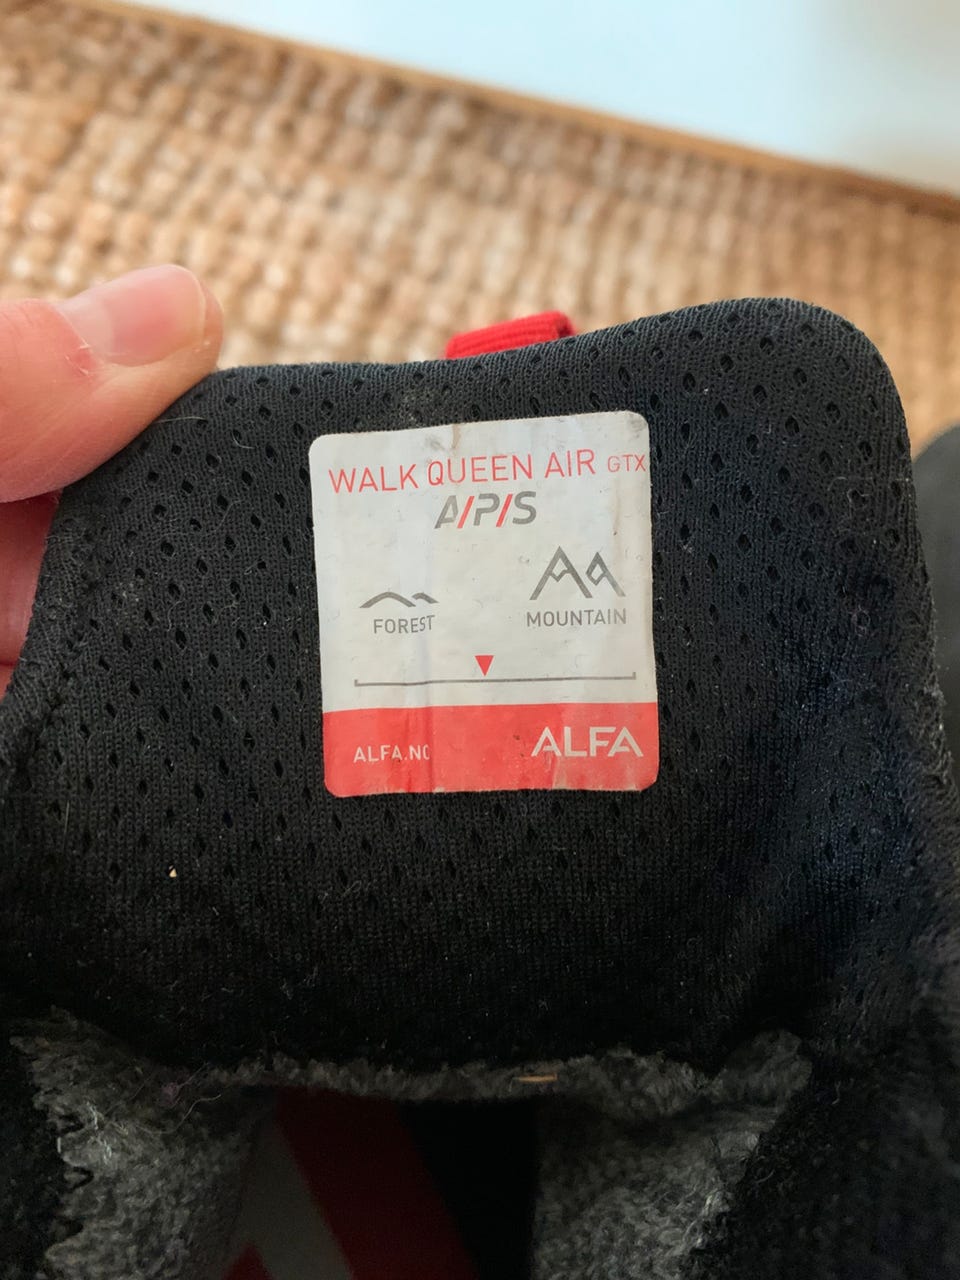 WALK QUEEN AIR GTX
A/P/S
FOREST
MOUNTAIN
ALFA.NO
ALFA